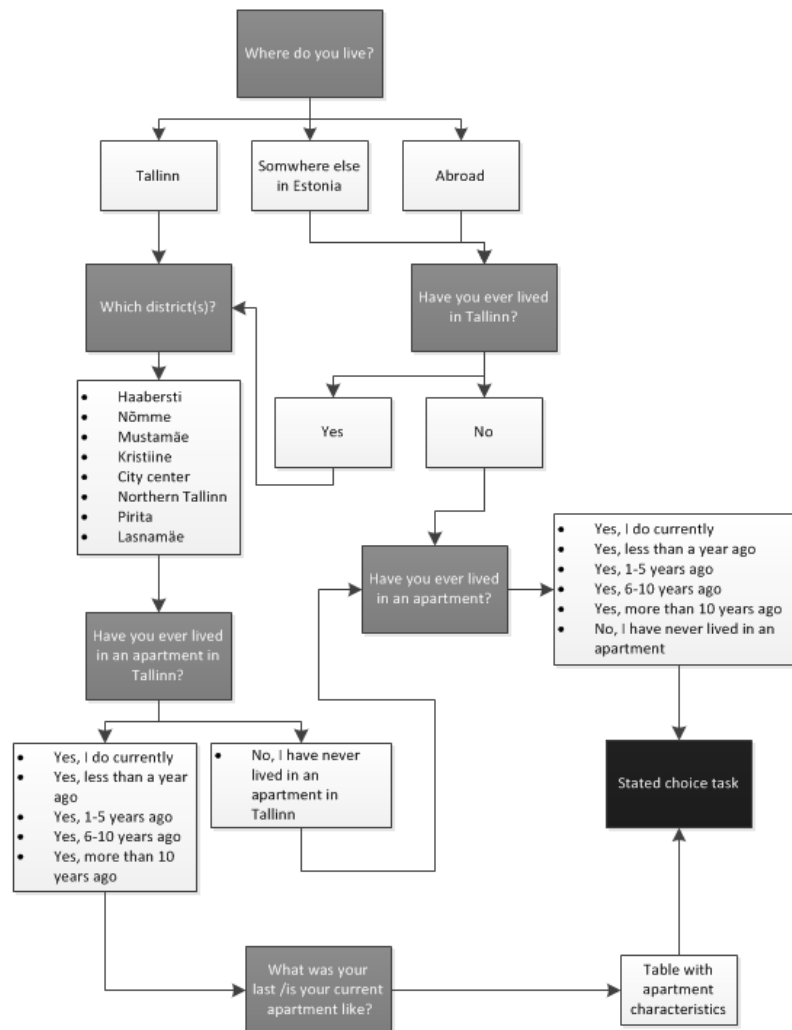 Where do you live?
Tallinn
Somwhere else
in Estonia
Abroad
Which district(s)?
Have you ever lived
in Tallinn?
• Haabersti
• Nõmme
• Mustamäe
• Kristiine
• City center
• Northern Tallinn
• Pirita
• Lasnamäe
Yes
No
Have you ever lived
in an apartment?
• Yes, I do currently
• Yes, less than a year ago
• Yes, 1-5 years ago
• Yes, 6-10 years ago
• Yes, more than 10 years ago
• No, I have never lived in an
apartment
Have you ever lived
in an apartment in
Tallinn?
• Yes, I do currently
• Yes, less than a year
ago
• Yes, 1-5 years ago
• Yes, 6-10 years ago
• Yes, more than 10
years ago
• No, I have never
lived in an
apartment in
Tallinn
Stated choice task
What was your
last /is your current
apartment like?
Table with
apartment
characteristics